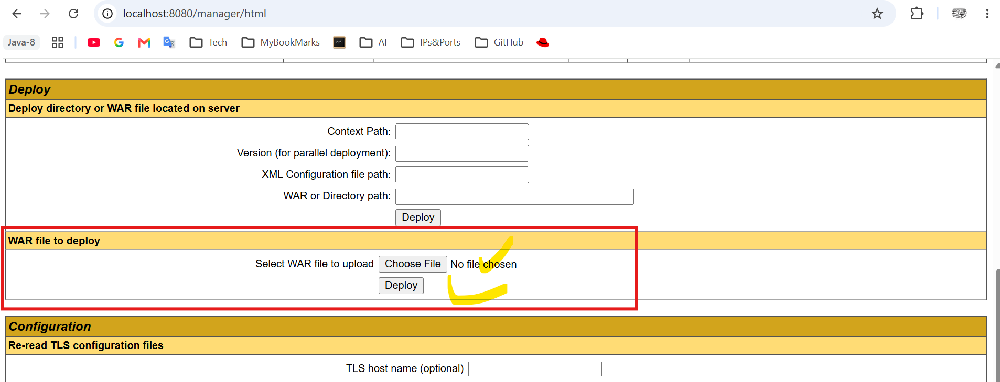 localhost:8080/manager/html
Java-8 Tech MyBookMarks AI IPs&Ports GitHub
Deploy
Deploy directory or WAR file located on server
Context Path:
Version (for parallel deployment):
XML Configuration file path:
WAR or Directory path:
Deploy
WAR file to deploy
Select WAR file to upload Choose File No file chosen
Deploy
Configuration
Re-read TLS configuration files
TLS host name (optional)